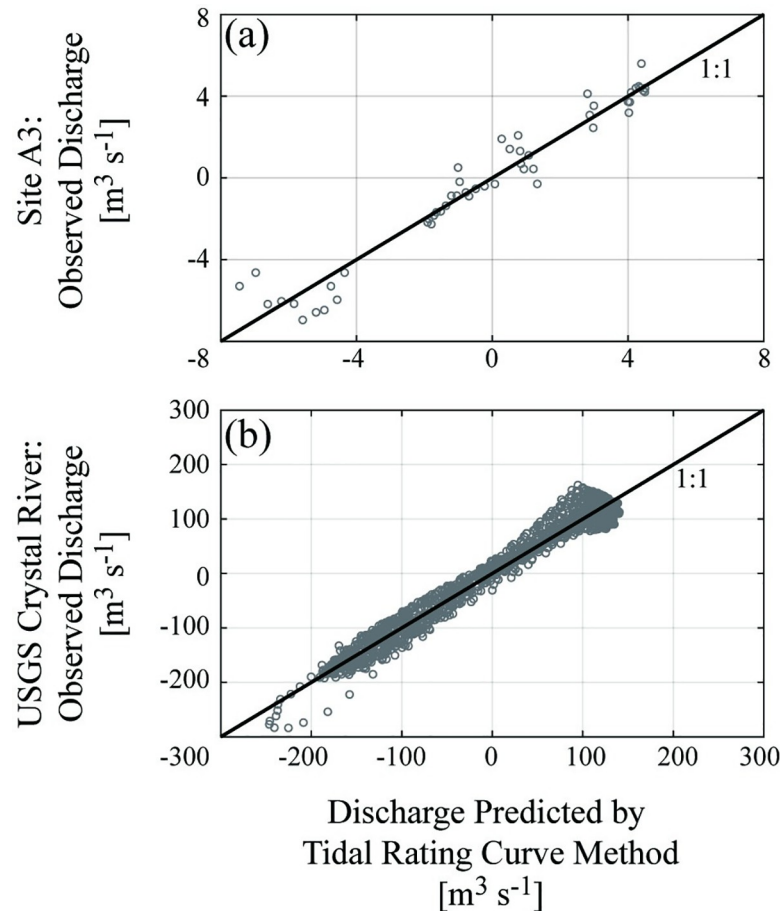 8
(a)
1:1
4
0
-4
-8
-4
0
4
8
Site A3:
Observed Discharge
[m³ s⁻¹]
300
(b)
200
1:1
100
0
-100
-200
-300
-200
-100
0
100
200
300
USGS Crystal River:
Observed Discharge
[m³ s⁻¹]
Discharge Predicted by
Tidal Rating Curve Method
[m³ s⁻¹]